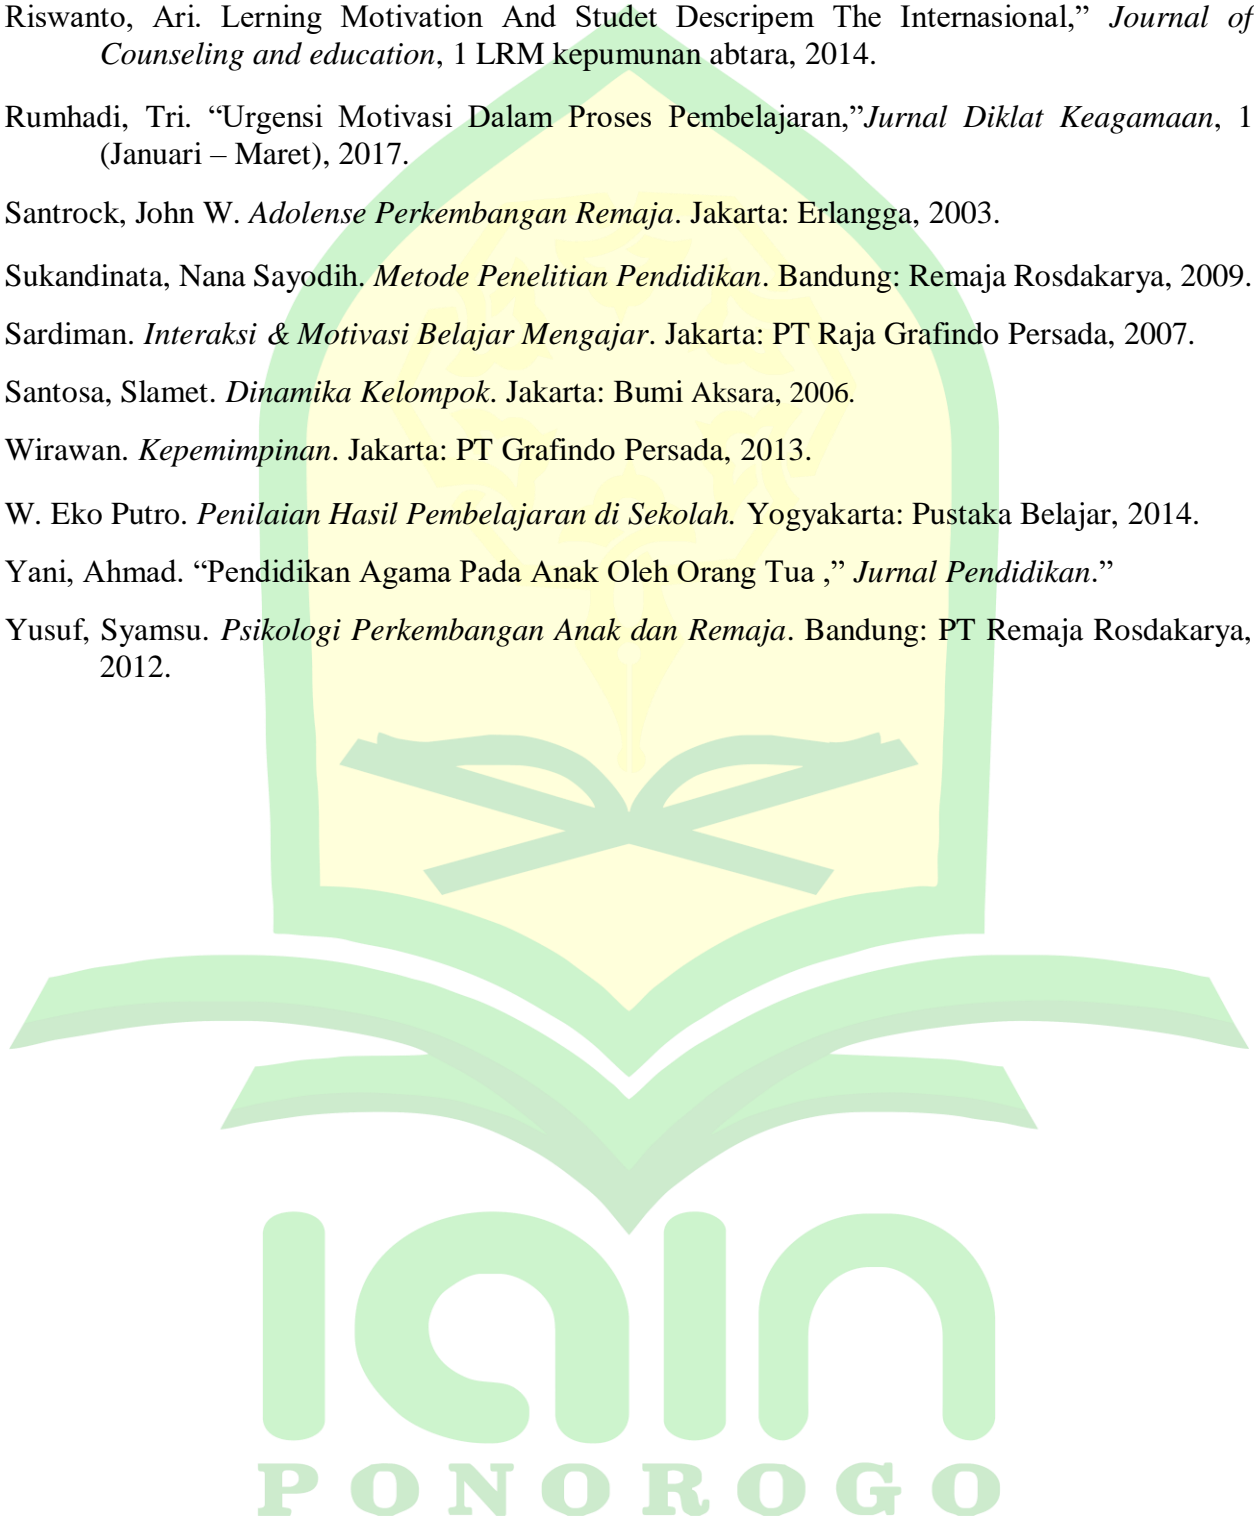 Riswanto, Ari. Lerning Motivation And Studet Descripem The Internasional,” Journal of
Counseling and education, 1 LRM kepumunan abtara, 2014.
Rumhadi, Tri. “Urgensi Motivasi Dalam Proses Pembelajaran,”Jurnal Diklat Keagamaan, 1
(Januari – Maret), 2017.
Santrock, John W. Adolense Perkembangan Remaja. Jakarta: Erlangga, 2003.
Sukandinata, Nana Sayodih. Metode Penelitian Pendidikan. Bandung: Remaja Rosdakarya, 2009.
Sardiman. Interaksi & Motivasi Belajar Mengajar. Jakarta: PT Raja Grafindo Persada, 2007.
Santosa, Slamet. Dinamika Kelompok. Jakarta: Bumi Aksara, 2006.
Wirawan. Kepemimpinan. Jakarta: PT Grafindo Persada, 2013.
W. Eko Putro. Penilaian Hasil Pembelajaran di Sekolah. Yogyakarta: Pustaka Belajar, 2014.
Yani, Ahmad. “Pendidikan Agama Pada Anak Oleh Orang Tua ,” Jurnal Pendidikan.”
Yusuf, Syamsu. Psikologi Perkembangan Anak dan Remaja. Bandung: PT Remaja Rosdakarya,
2012.
IAIN
PONOROGO